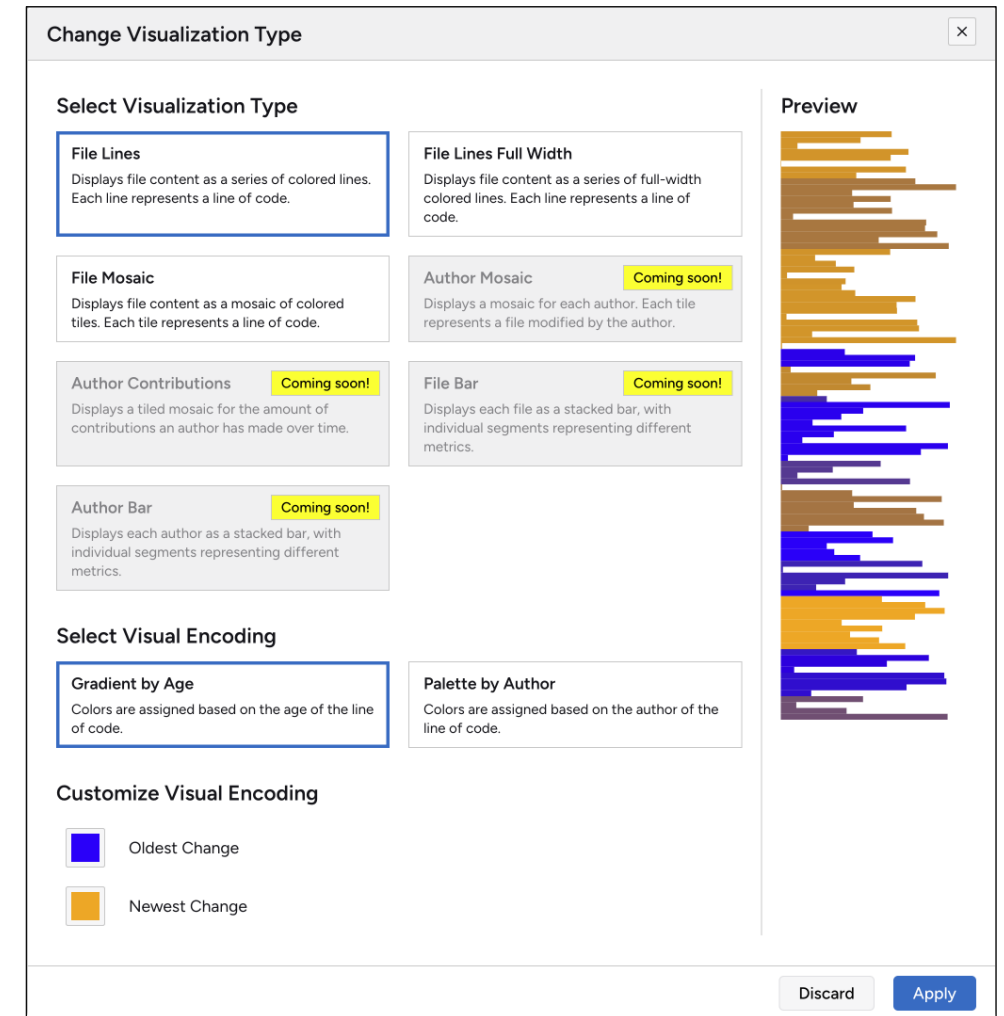 Change Visualization Type
Select Visualization Type
File Lines
Displays file content as a series of colored lines.
Each line represents a line of code.
File Lines Full Width
Displays file content as a series of full-width
colored lines. Each line represents a line of
code.
File Mosaic
Displays file content as a mosaic of colored
tiles. Each tile represents a line of code.
Author Mosaic
Coming soon!
Displays a mosaic for each author. Each tile
represents a file modified by the author.
Author Contributions
Coming soon!
Displays a tiled mosaic for the amount of
contributions an author has made over time.
File Bar
Coming soon!
Displays each file as a stacked bar, with
individual segments representing different
metrics.
Author Bar
Coming soon!
Displays each author as a stacked bar, with
individual segments representing different
metrics.
Select Visual Encoding
Gradient by Age
Colors are assigned based on the age of the line
of code.
Palette by Author
Colors are assigned based on the author of the
line of code.
Customize Visual Encoding
Oldest Change
Newest Change
Preview
Discard
Apply